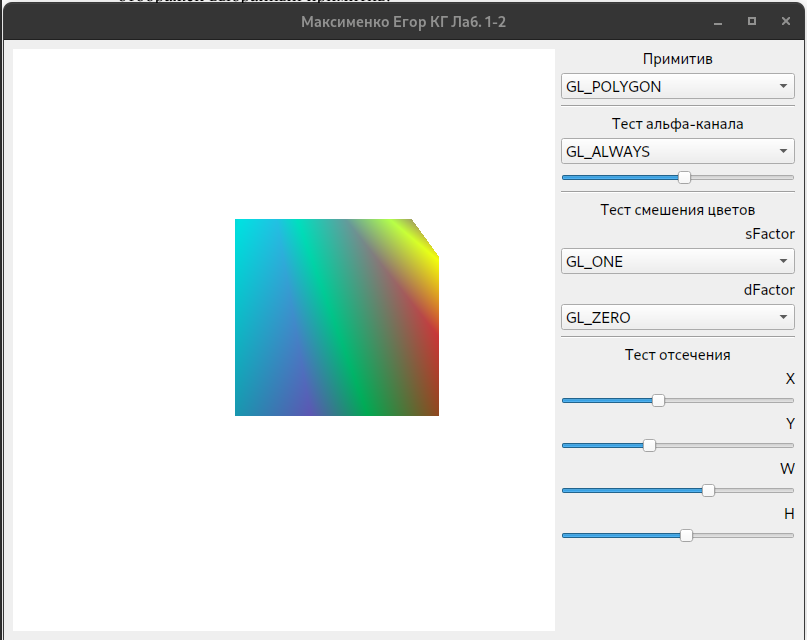 Максименко Егор КГ Лаб. 1-2
Примитив
GL_POLYGON
Тест альфа-канала
GL_ALWAYS
Тест смешения цветов
sFactor
GL_ONE
dFactor
GL_ZERO
Тест отсечения
X
Y
W
H